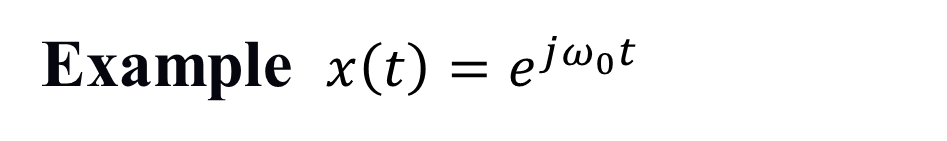 Example x(t) = e^{jω₀t}